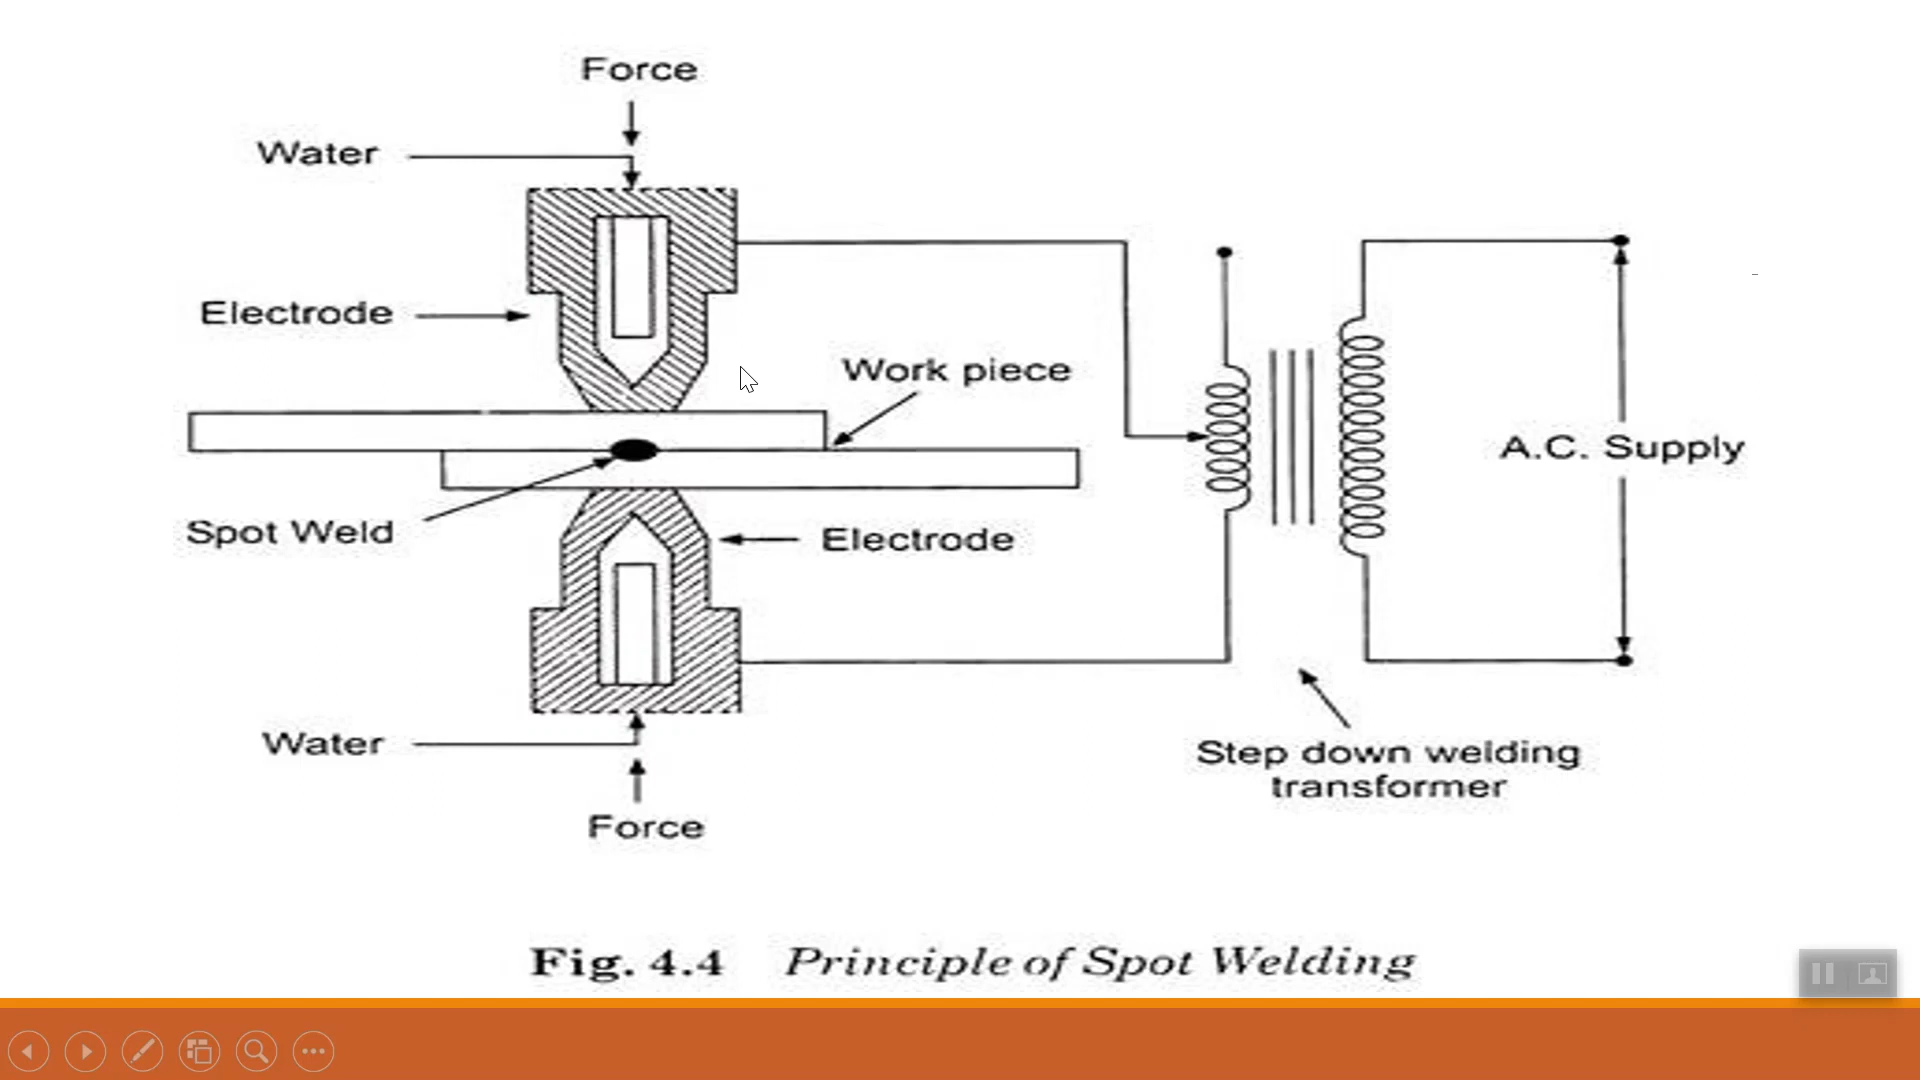 Force
Water
Electrode
Work piece
A.C. Supply
Spot Weld
Electrode
Water
Step down welding
transformer
Force
Fig. 4.4 Principle of Spot Welding